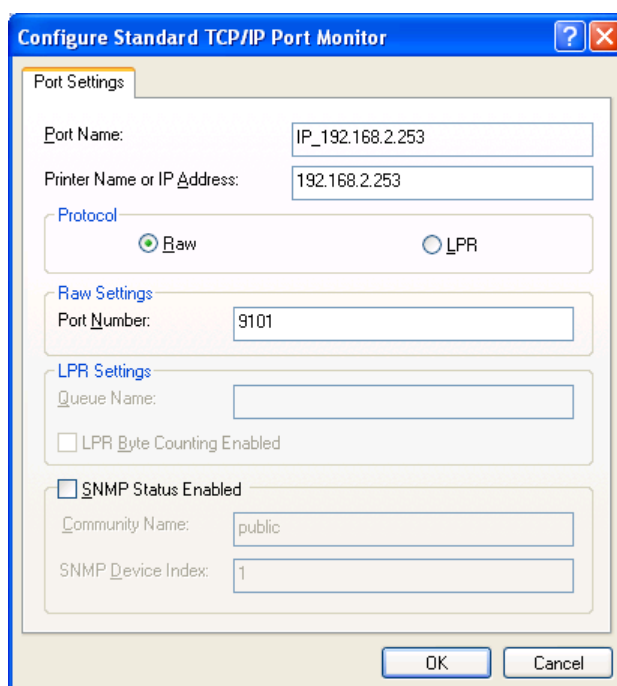 Configure Standard TCP/IP Port Monitor
Port Settings
Port Name: IP_192.168.2.253
Printer Name or IP Address: 192.168.2.253
Protocol
Raw LPR
Raw Settings
Port Number: 9101
LPR Settings
Queue Name:
LPR Byte Counting Enabled
SNMP Status Enabled
Community Name: public
SNMP Device Index: 1
OK Cancel